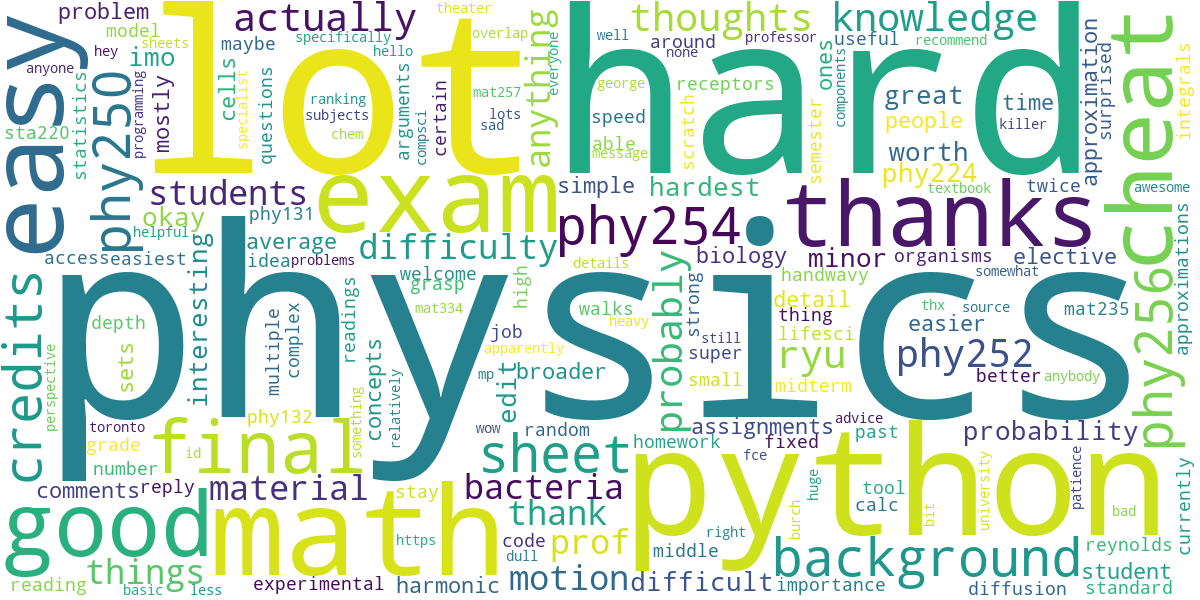 problem
model
hey
sheets
anyone
easy
sta220
statistics
phy250
programming
mostly
imo
specialist
cells
actually
maybe
specifically
theater
hello
questions
ranking
subjects
chem
arguments
compsci
certain
overlap
mat257
lots
sad
lot
thoughts
anything
everyone
well
around
none
professor
george
receptors
speed
able
message
scratch
semester
hard
knowledge
useful
ones
components
great
people
time
killer
worth
phy224
approximation
surprised
cheat
integrals
recommend
students
okay
phy131
helpful
exam
simple
hardest
textbook
twice
awesome
phy254
thanks
average
idea
problems
accesseasiest
interesting
difficulty
welcome
grasp
high
details
biology
minor
organisms
elective
handwavy
somewhat
detail
source
thx
mat235
phy256
approximations
still
physics
credits
depth
sets
perspective
multiple
complex
readings
mat334
walks
job
apparently
heavy
strong
super
small
probably
thing
lifesci
ryu
easier
phy252
better
anybody
midterm
mp
broader
edit
concepts
relatively
toronto
grade
number
phy132
final
id
something
wow
random
sheet
homework
assignments
advice
fixed
past
probability
fce
comments
reply
material
bacteria
stay
math
good
things
thank
code
prof
python
huge
tool
calc
burch
bit
university
patience
bad
currently
https
dull
right
middle
background
reynolds
student
reading
basic
less
experimental
harmonic
motion
difficult
importance
diffusion
standard